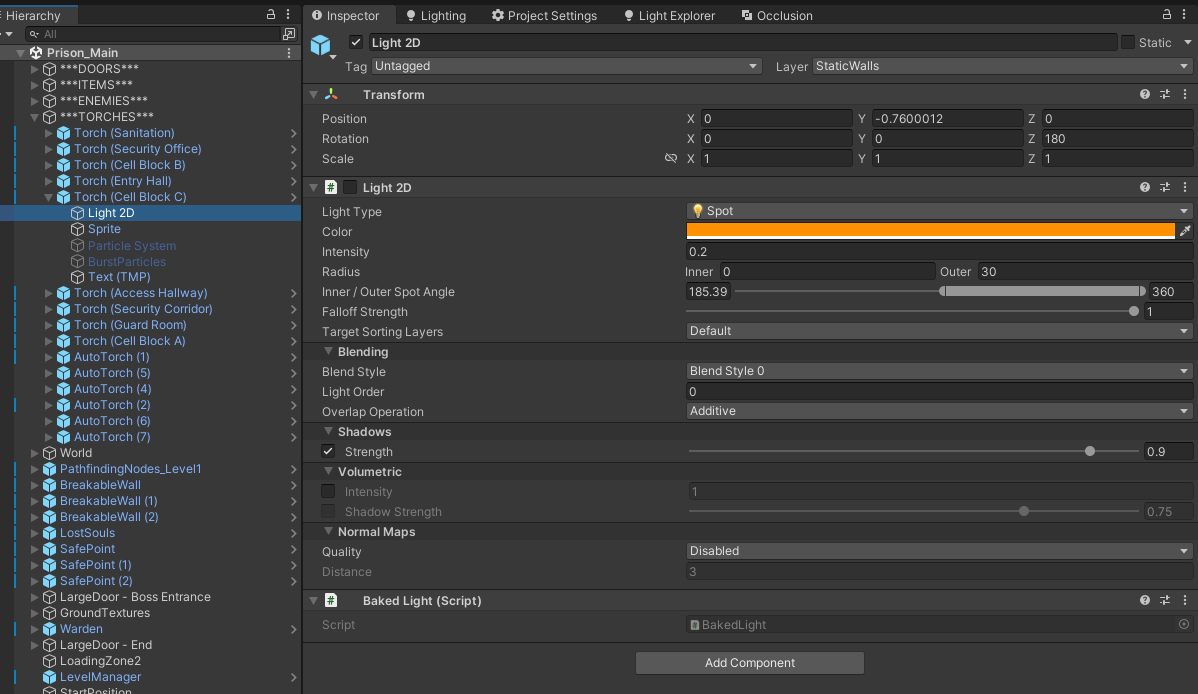 Hierarchy
All
Prison_Main
***DOORS***
***ITEMS***
***ENEMIES***
***TORCHES***
Torch (Sanitation)
Torch (Security Office)
Torch (Cell Block B)
Torch (Entry Hall)
Torch (Cell Block C)
Light 2D
Sprite
Particle System
BurstParticles
Text (TMP)
Torch (Access Hallway)
Torch (Security Corridor)
Torch (Guard Room)
Torch (Cell Block A)
AutoTorch (1)
AutoTorch (5)
AutoTorch (4)
AutoTorch (2)
AutoTorch (6)
AutoTorch (7)
World
PathfindingNodes_Level1
BreakableWall
BreakableWall (1)
BreakableWall (2)
LostSouls
SafePoint
SafePoint (1)
SafePoint (2)
LargeDoor - Boss Entrance
GroundTextures
Warden
LargeDoor - End
LoadingZone2
LevelManager
StartPosition
Inspector Lighting Project Settings Light Explorer Occlusion
Light 2D Static
Tag Untagged Layer StaticWalls
Transform
Position X 0 Y -0.7600012 Z 0
Rotation X 0 Y 0 Z 180
Scale X 1 Y 1 Z 1
# Light 2D
Light Type Spot
Color
Intensity 0.2
Radius Inner 0 Outer 30
Inner / Outer Spot Angle 185.39 360
Falloff Strength 1
Target Sorting Layers Default
Blending
Blend Style Blend Style 0
Light Order 0
Overlap Operation Additive
Shadows
Strength 0.9
Volumetric
Intensity 1
Shadow Strength 0.75
Normal Maps
Quality Disabled
Distance 3
# Baked Light (Script)
Script # BakedLight
Add Component